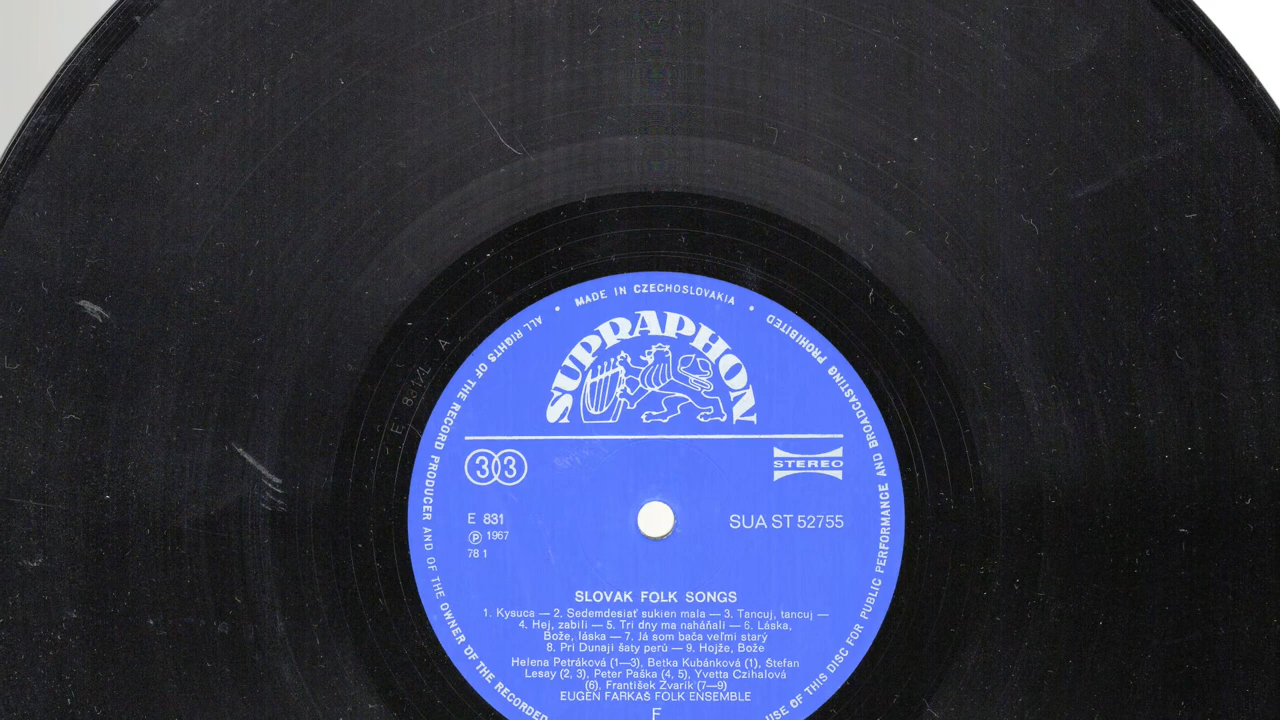 MADE IN CZECHOSLOVAKIA
ALL RIGHTS OF THE RECORD PRODUCER AND OF THE OWNER OF THE RECORDED
USE OF THIS DISC FOR PUBLIC PERFORMANCE AND BROADCASTING PROHIBITED
SUPRAPHON
33
STEREO
E 831
SUA ST 52755
Ⓟ 1967
78 1
SLOVAK FOLK SONGS
1. Kysuca — 2. Sedemdesiať sukien mala — 3. Tancuj, tancuj —
4. Hej, zabili — 5. Tri dny ma naháňali — 6. Láska,
Bože, láska — 7. Já som bača veľmi starý
8. Pri Dunaji šaty perú — 9. Hojže, Bože
Helena Petráková (1—3), Betka Kubánková (1), Štefan
Lesay (2, 3), Peter Paška (4, 5), Yvetta Czihalová
(6), František Zvarík (7—9)
EUGEN FARKAŠ FOLK ENSEMBLE